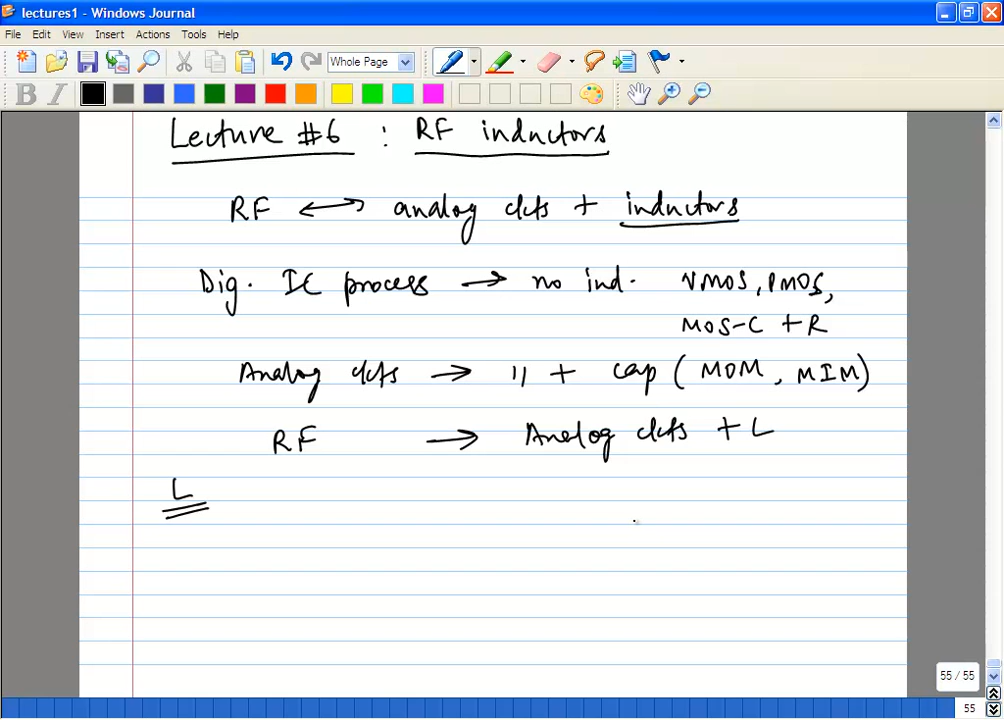 lectures1 - Windows Journal
File Edit View Insert Actions Tools Help
Whole Page
B I
Lecture #6 : RF inductors
RF ⟷ analog ckts + inductors
Dig. IC process → no ind. NMOS, PMOS,
MOS-C + R
Analog ckts → 〃 + cap (MOM, MIM)
RF → Analog ckts + L
L
55 / 55
55